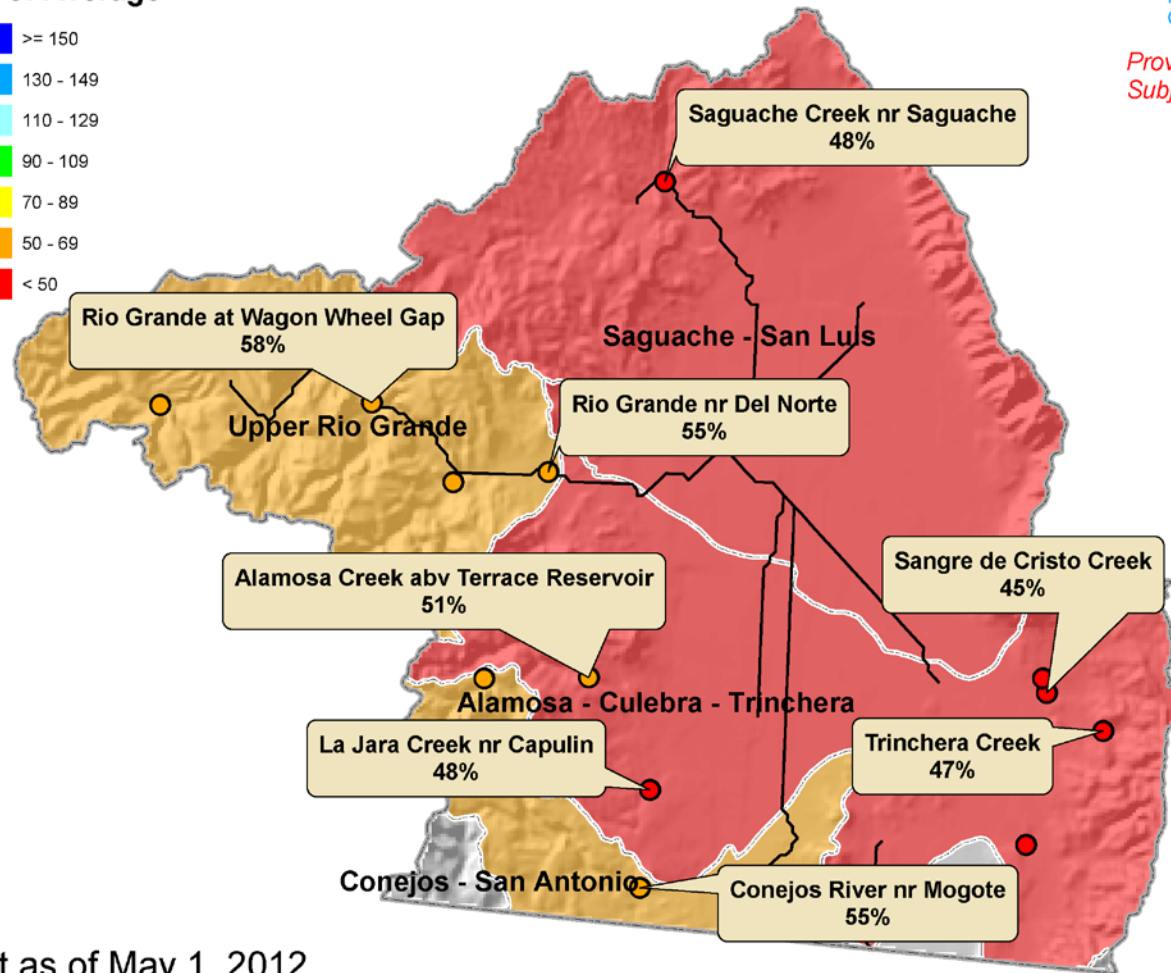 >= 150
130 - 149
110 - 129
90 - 109
70 - 89
50 - 69
< 50
Saguache Creek nr Saguache
48%
Rio Grande at Wagon Wheel Gap
58%
Saguache - San Luis
Rio Grande nr Del Norte
55%
Upper Rio Grande
Sangre de Cristo Creek
45%
Alamosa Creek abv Terrace Reservoir
51%
Alamosa - Culebra - Trinchera
La Jara Creek nr Capulin
48%
Trinchera Creek
47%
Conejos - San Antonio
Conejos River nr Mogote
55%
as of May 1, 2012